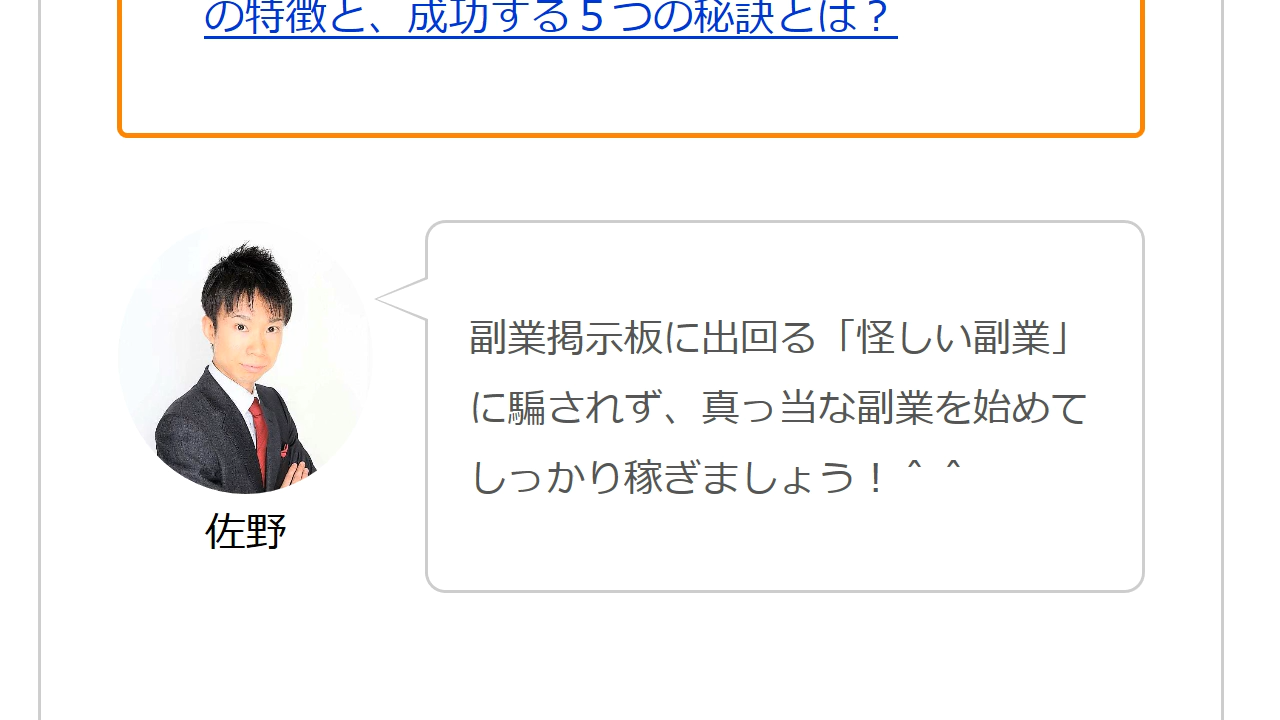 の特徴と、成功する５つの秘訣とは？
副業掲示板に出回る「怪しい副業」
に騙されず、真っ当な副業を始めて
しっかり稼ぎましょう！＾＾
佐野